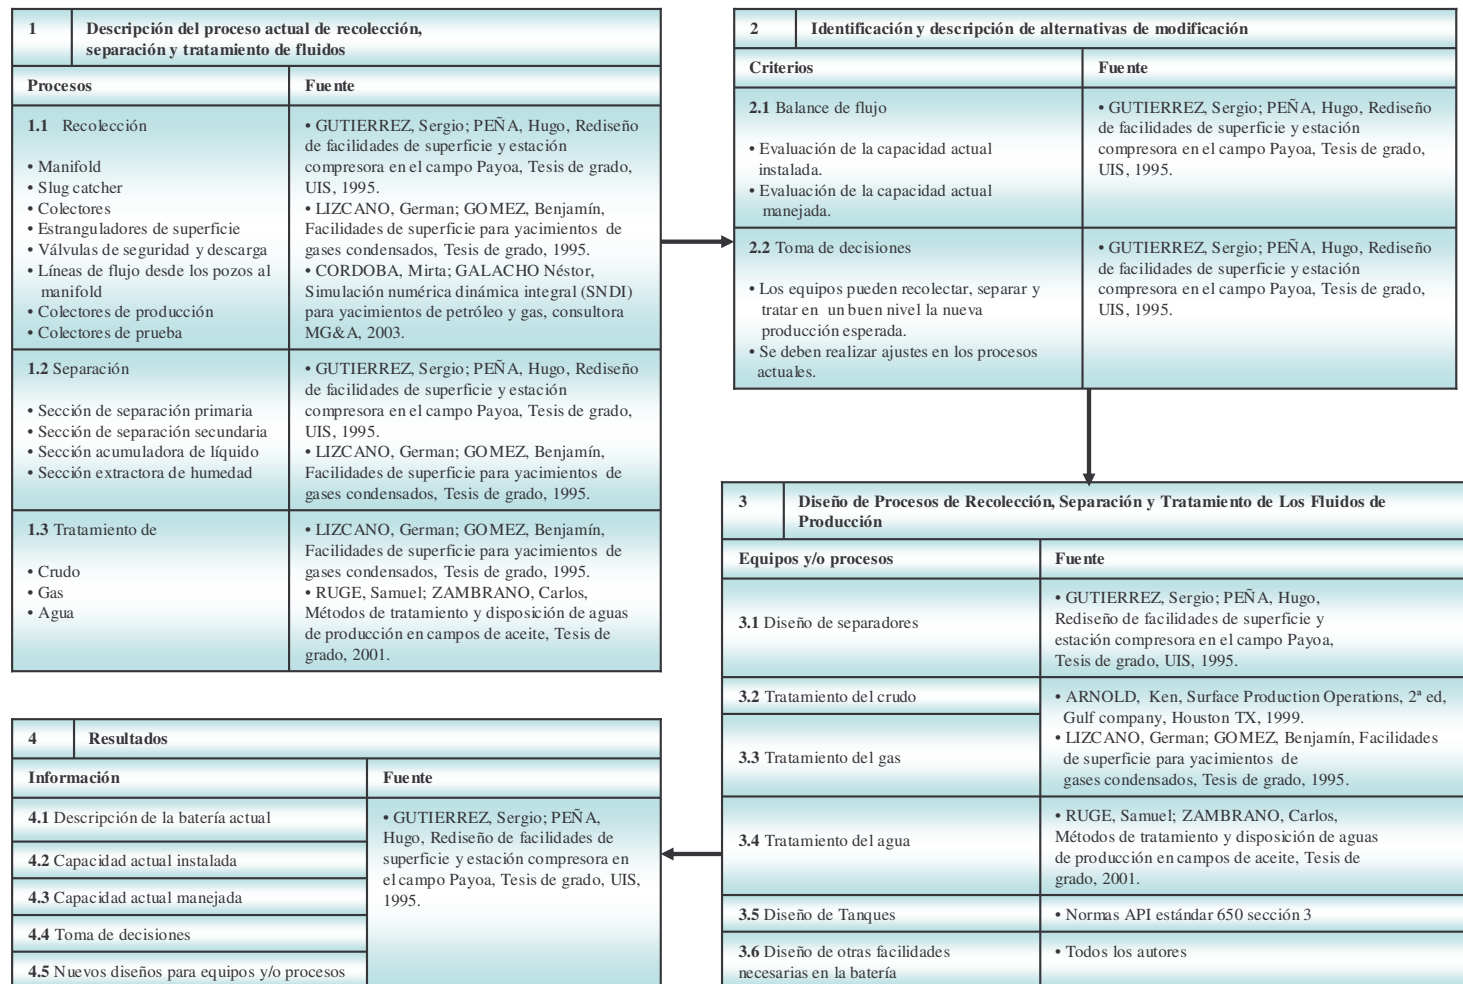 1 Descripción del proceso actual de recolección,
separación y tratamiento de fluidos
Procesos
Fuente
1.1 Recolección
• Manifold
• Slug catcher
• Colectores
• Estranguladores de superficie
• Válvulas de seguridad y descarga
• Líneas de flujo desde los pozos al
manifold
• Colectores de producción
• Colectores de prueba
• GUTIERREZ, Sergio; PEÑA, Hugo, Rediseño
de facilidades de superficie y estación
compresora en el campo Payoa, Tesis de grado,
UIS, 1995.
• LIZCANO, German; GOMEZ, Benjamín,
Facilidades de superficie para yacimientos de
gases condensados, Tesis de grado, 1995.
• CORDOBA, Mirta; GALACHO Néstor,
Simulación numérica dinámica integral (SNDI)
para yacimientos de petróleo y gas, consultora
MG&A, 2003.
1.2 Separación
• Sección de separación primaria
• Sección de separación secundaria
• Sección acumuladora de líquido
• Sección extractora de humedad
• GUTIERREZ, Sergio; PEÑA, Hugo, Rediseño
de facilidades de superficie y estación
compresora en el campo Payoa, Tesis de grado,
UIS, 1995.
• LIZCANO, German; GOMEZ, Benjamín,
Facilidades de superficie para yacimientos de
gases condensados, Tesis de grado, 1995.
1.3 Tratamiento de
• Crudo
• Gas
• Agua
• LIZCANO, German; GOMEZ, Benjamín,
Facilidades de superficie para yacimientos de
gases condensados, Tesis de grado, 1995.
• RUGE, Samuel; ZAMBRANO, Carlos,
Métodos de tratamiento y disposición de aguas
de producción en campos de aceite, Tesis de
grado, 2001.
2 Identificación y descripción de alternativas de modificación
Criterios
Fuente
2.1 Balance de flujo
• Evaluación de la capacidad actual
instalada.
• Evaluación de la capacidad actual
manejada.
• GUTIERREZ, Sergio; PEÑA, Hugo, Rediseño
de facilidades de superficie y estación
compresora en el campo Payoa, Tesis de grado,
UIS, 1995.
2.2 Toma de decisiones
• Los equipos pueden recolectar, separar y
tratar en un buen nivel la nueva
producción esperada.
• Se deben realizar ajustes en los procesos
actuales.
• GUTIERREZ, Sergio; PEÑA, Hugo, Rediseño
de facilidades de superficie y estación
compresora en el campo Payoa, Tesis de grado,
UIS, 1995.
3 Diseño de Procesos de Recolección, Separación y Tratamiento de Los Fluidos de
Producción
Equipos y/o procesos
Fuente
3.1 Diseño de separadores
• GUTIERREZ, Sergio; PEÑA, Hugo,
Rediseño de facilidades de superficie y
estación compresora en el campo Payoa,
Tesis de grado, UIS, 1995.
3.2 Tratamiento del crudo
3.3 Tratamiento del gas
• ARNOLD, Ken, Surface Production Operations, 2ª ed,
Gulf company, Houston TX, 1999.
• LIZCANO, German; GOMEZ, Benjamín, Facilidades
de superficie para yacimientos de
gases condensados, Tesis de grado, 1995.
3.4 Tratamiento del agua
• RUGE, Samuel; ZAMBRANO, Carlos,
Métodos de tratamiento y disposición de aguas
de producción en campos de aceite, Tesis de
grado, 2001.
3.5 Diseño de Tanques
• Normas API estándar 650 sección 3
3.6 Diseño de otras facilidades
necesarias en la batería
• Todos los autores
4 Resultados
Información
Fuente
4.1 Descripción de la batería actual
4.2 Capacidad actual instalada
4.3 Capacidad actual manejada
4.4 Toma de decisiones
4.5 Nuevos diseños para equipos y/o procesos
• GUTIERREZ, Sergio; PEÑA,
Hugo, Rediseño de facilidades de
superficie y estación compresora en
el campo Payoa, Tesis de grado, UIS,
1995.